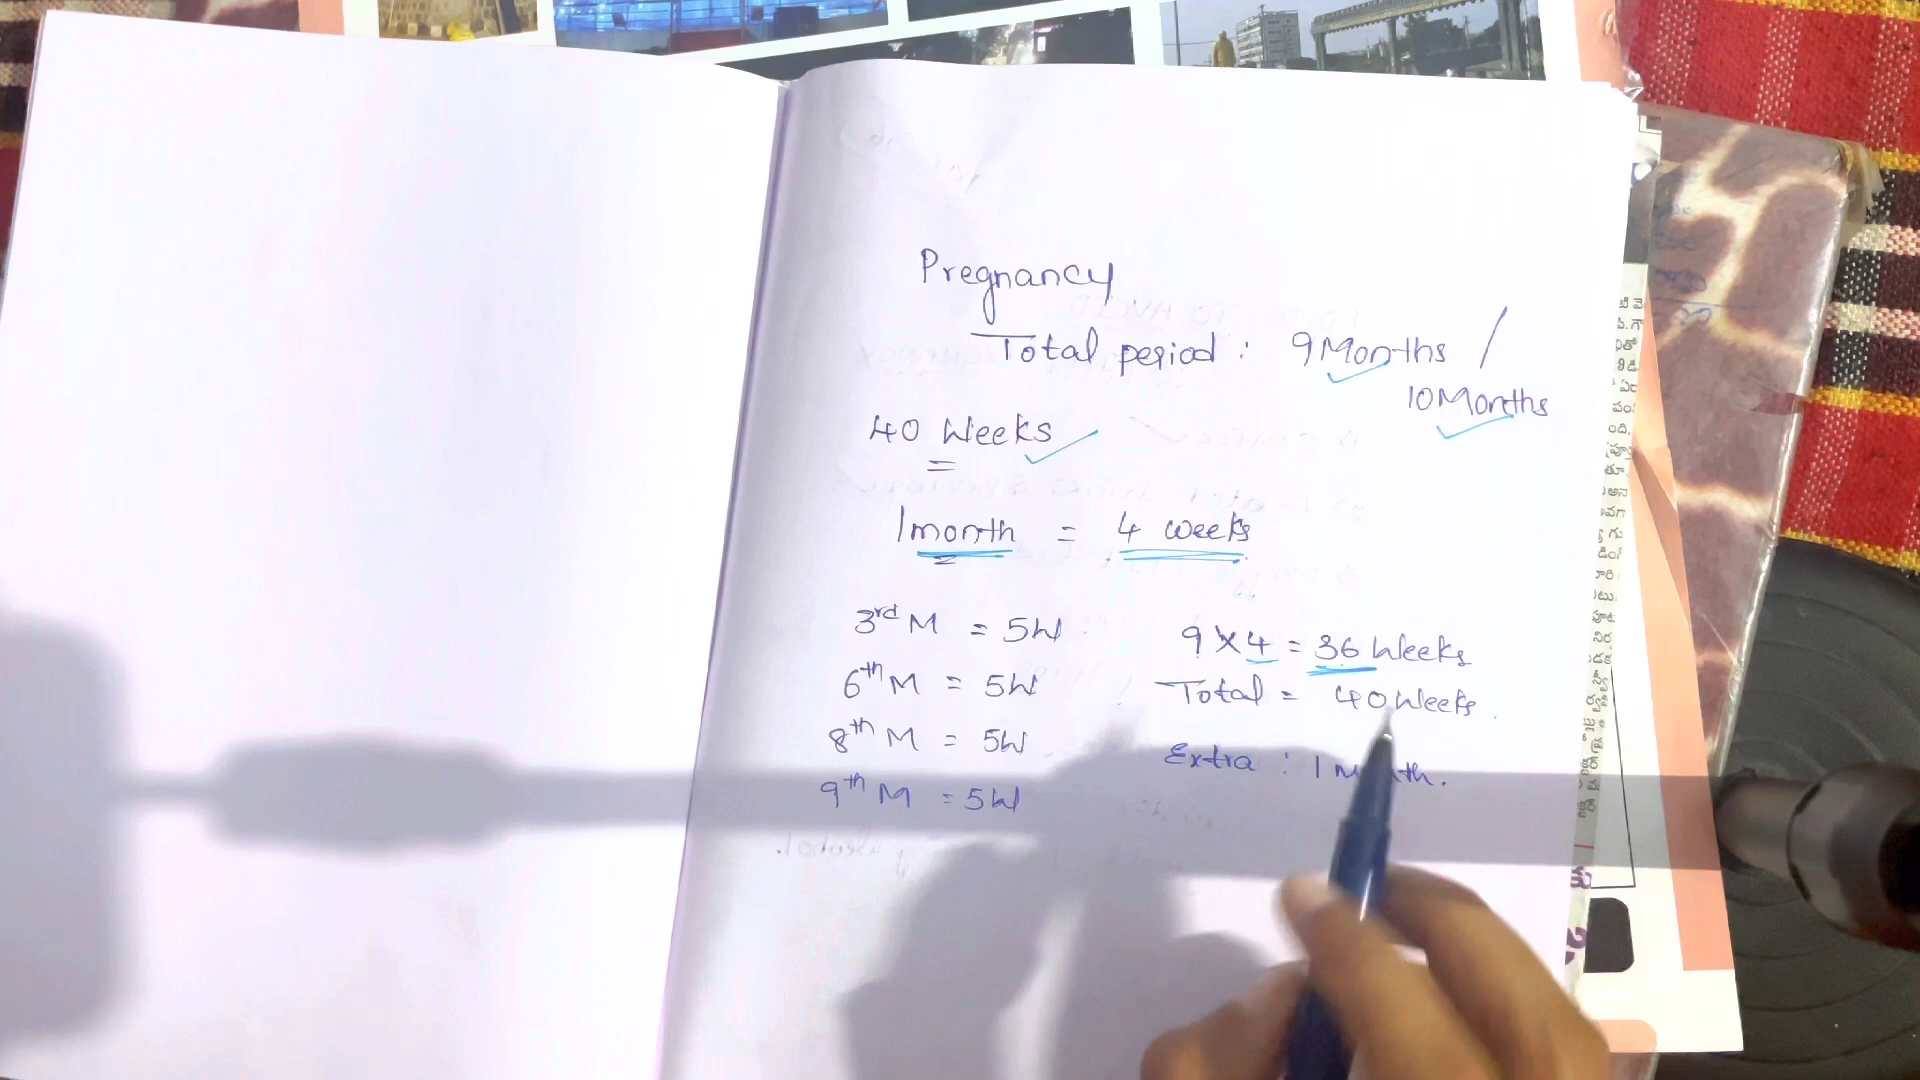 Pregnancy
Total period : 9 Months /
10 Months
40 Weeks
1 month = 4 weeks
3rd M = 5W
6th M = 5W
8th M = 5W
9th M = 5W
9 x 4 = 36 Weeks
Total = 40 Weeks.
Extra : 1 Month.